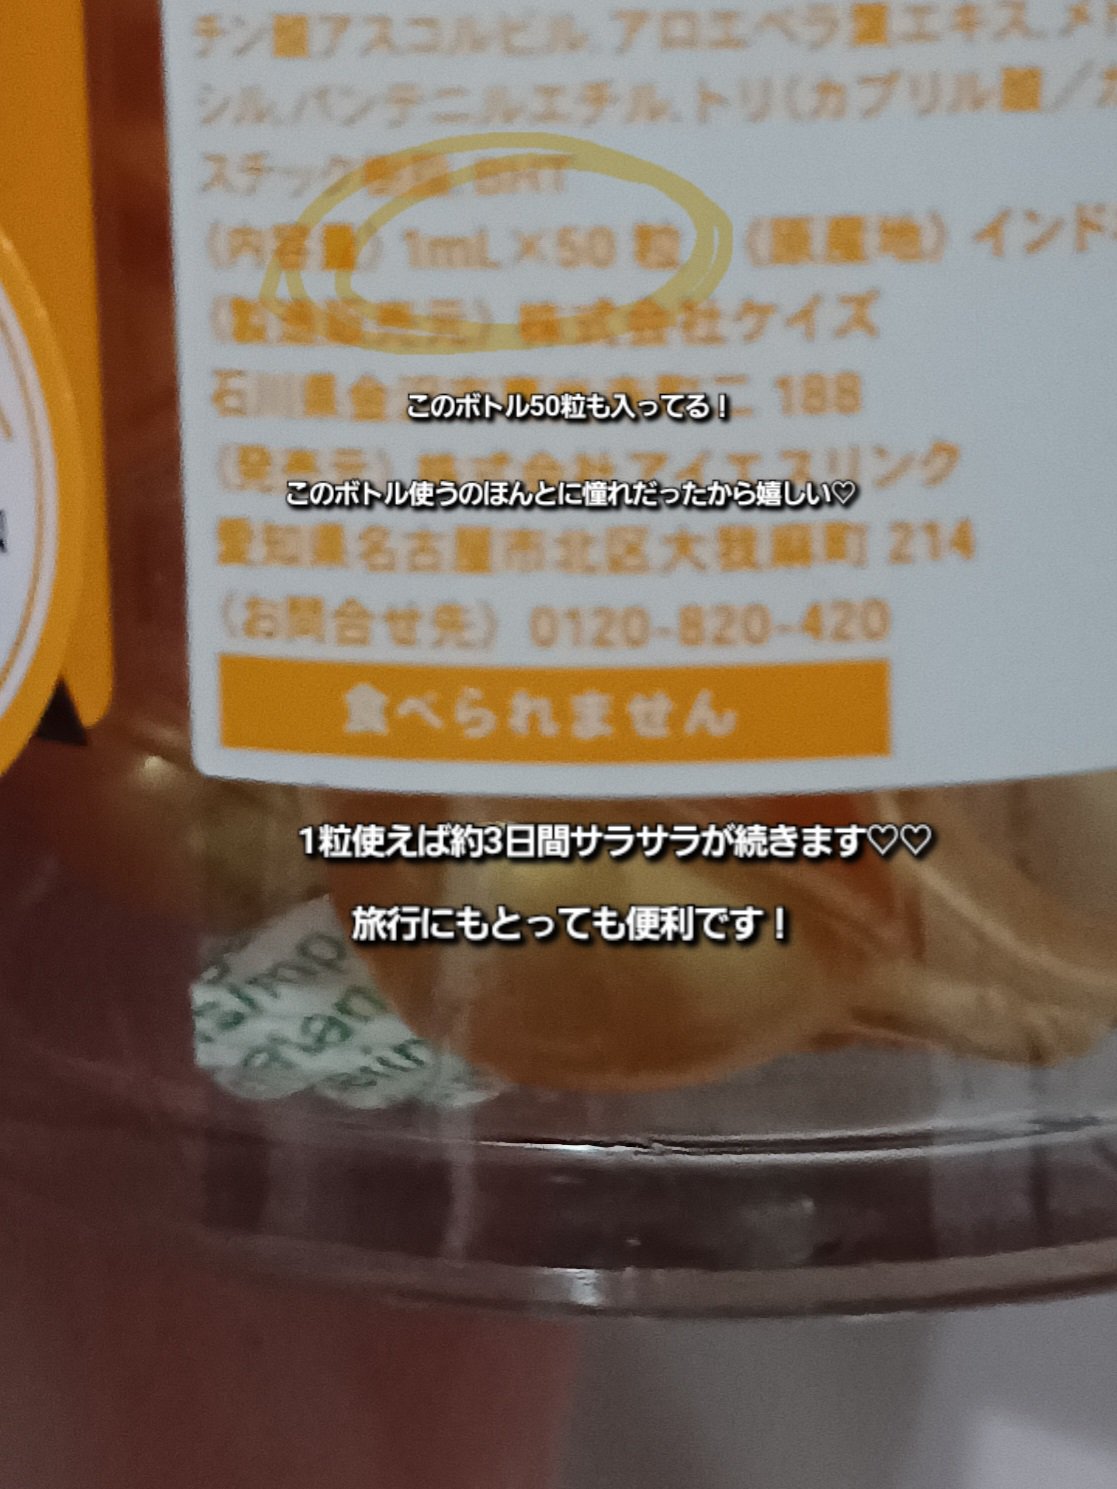 チン酸アスコルビル、アロエベラ葉エキス、メト
シル、パンテニルエチル、トリ(カプリル酸／カ
スチック樹脂、BHT
〈内容量〉 1mL×50 粒 〈原産地〉 インド
〈製造販売元〉 株式会社ケイズ
石川県金 二 188
このボトル50粒も入ってる！
〈発売元〉 株式会社アイエスリンク
このボトル使うのほんとに憧れだったから嬉しい♡
愛知県名古屋市北区大我麻町 214
〈お問合せ先〉 0120-820-420
食べられません
1粒使えば約3日間サラサラが続きます♡♡
旅行にもとっても便利です！